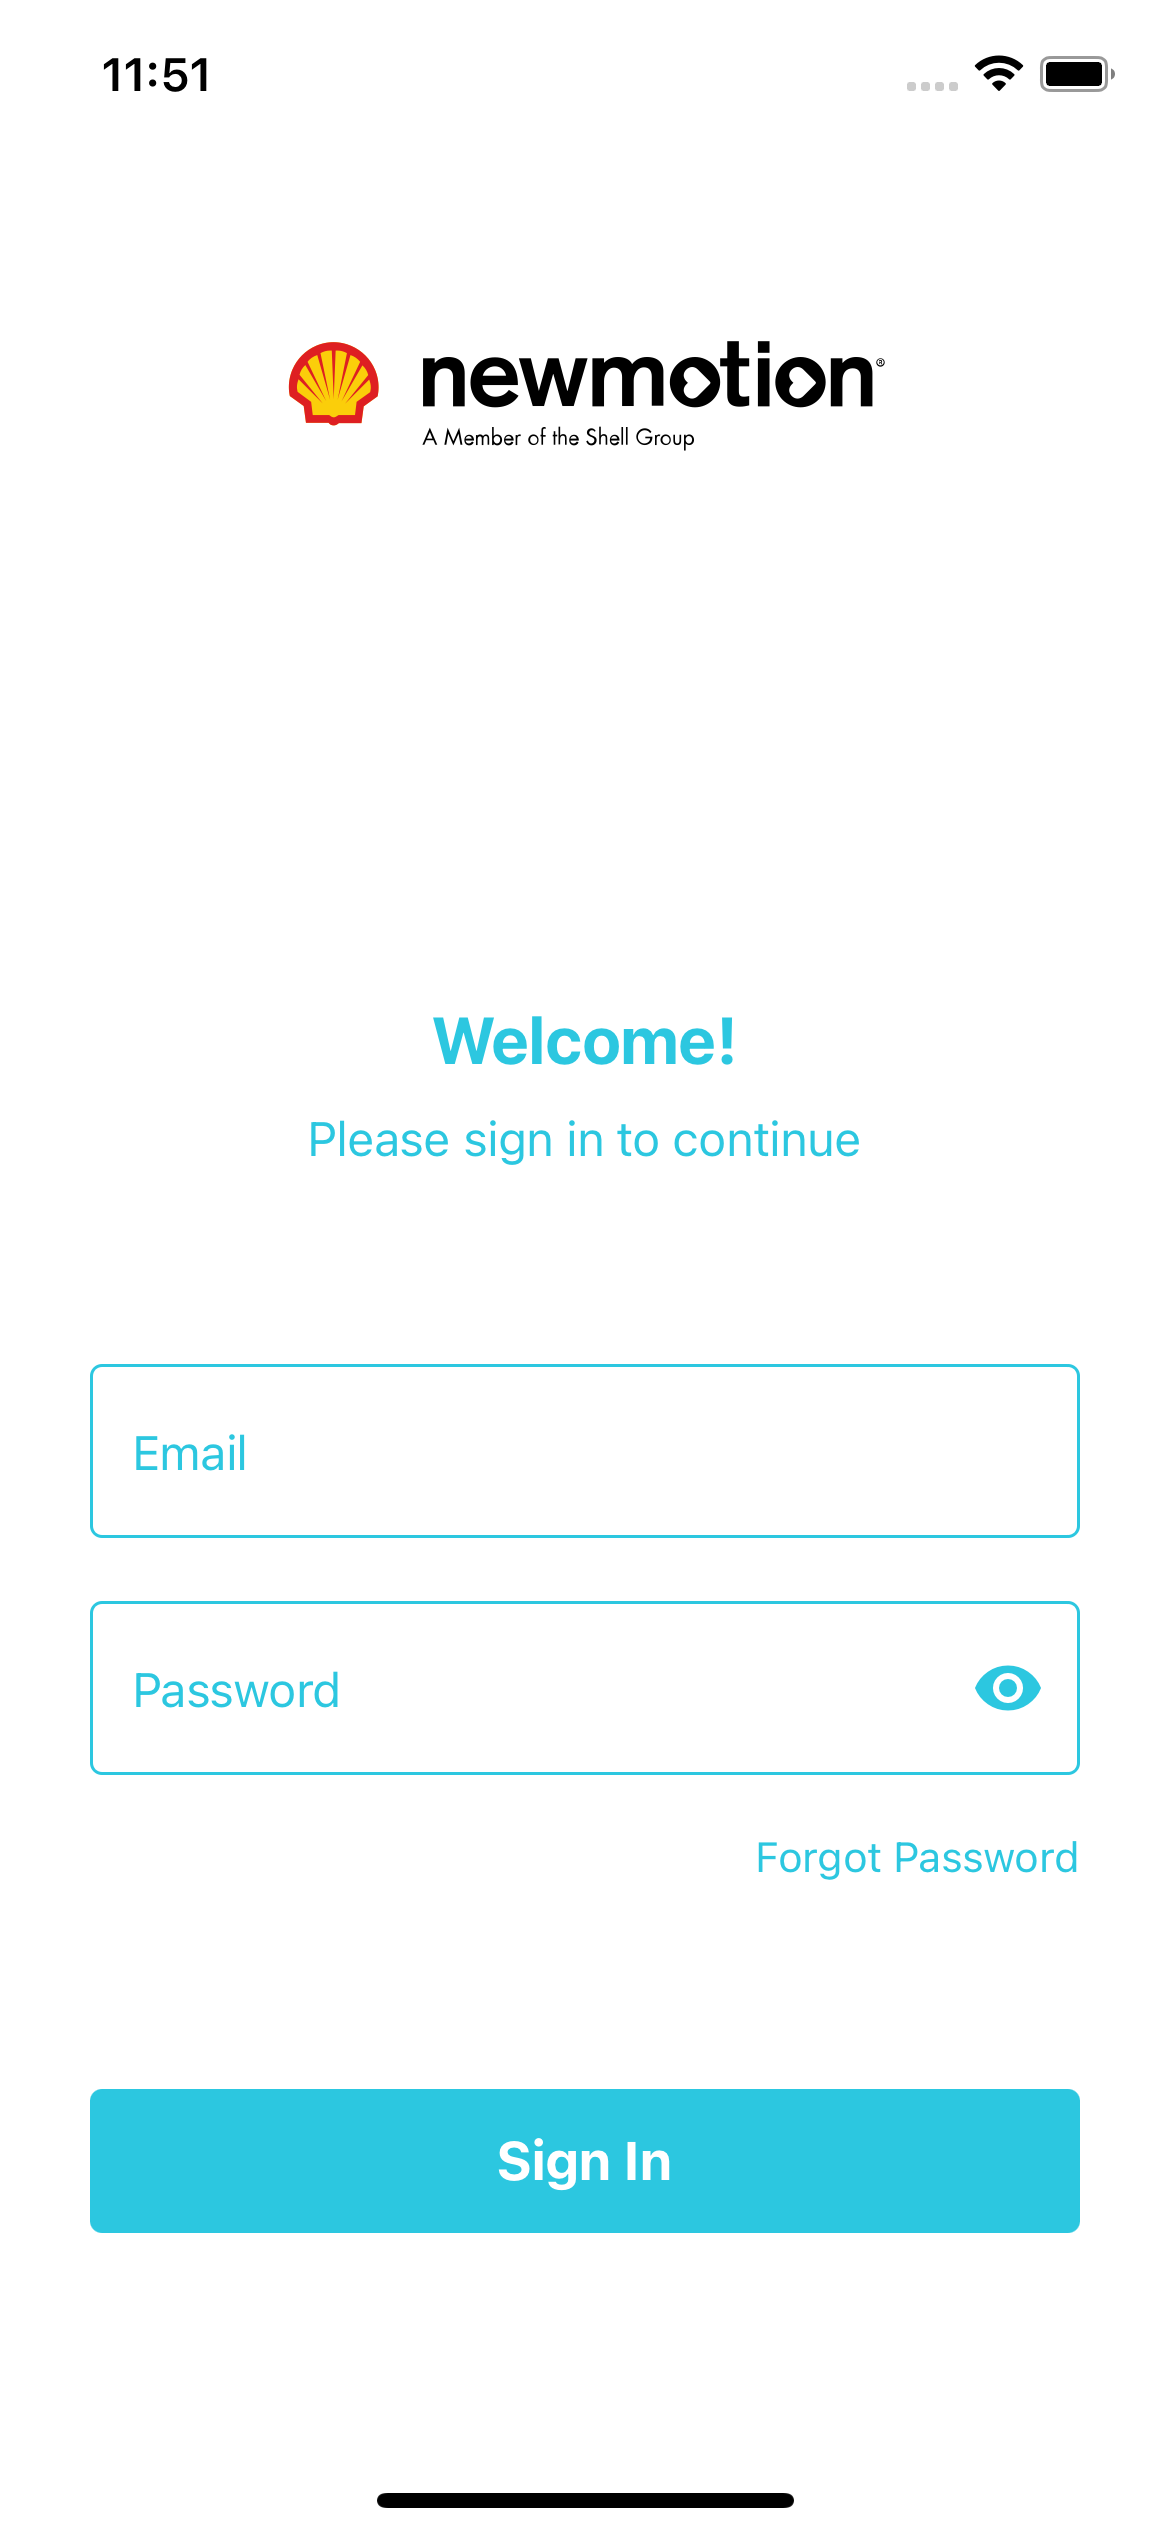 11:51
newmotion®
A Member of the Shell Group
Welcome!
Please sign in to continue
Email
Password
Forgot Password
Sign In